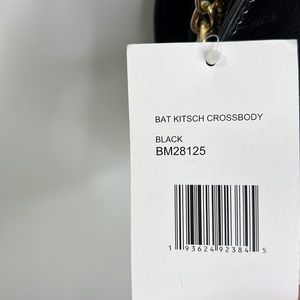 BAT KITSCH CROSSBODY
BLACK
BM28125
1 93624 92384 5